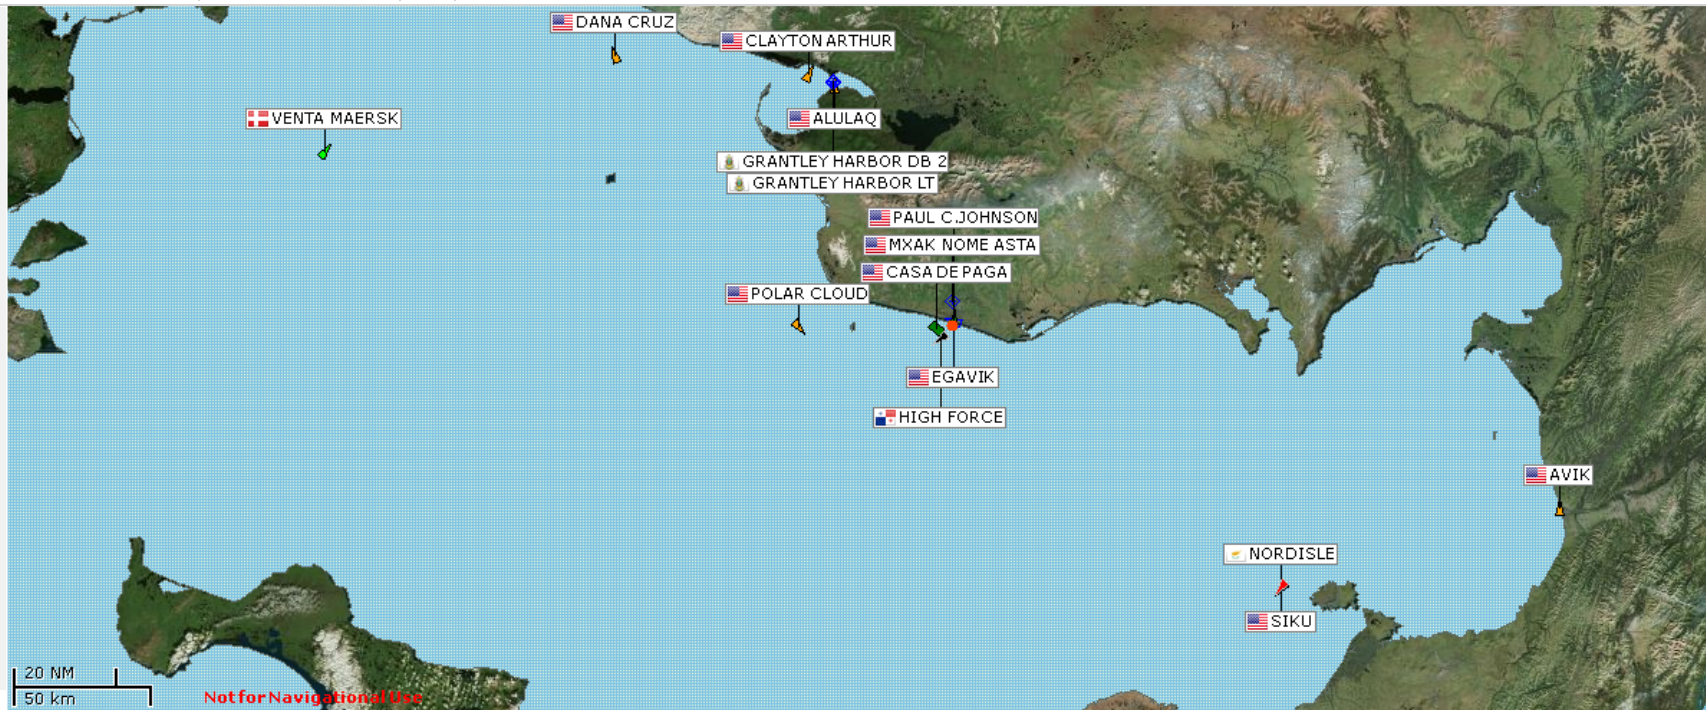 DANA CRUZ
CLAYTON ARTHUR
VENTA MAERSK
ALULAQ
GRANTLEY HARBOR DB 2
GRANTLEY HARBOR LT
PAUL C.JOHNSON
MXAK NOME ASTA
CASA DE PAGA
POLAR CLOUD
EGAVIK
HIGH FORCE
AVIK
NORDISLE
SIKU
20 NM
50 km
Not for Navigational Use